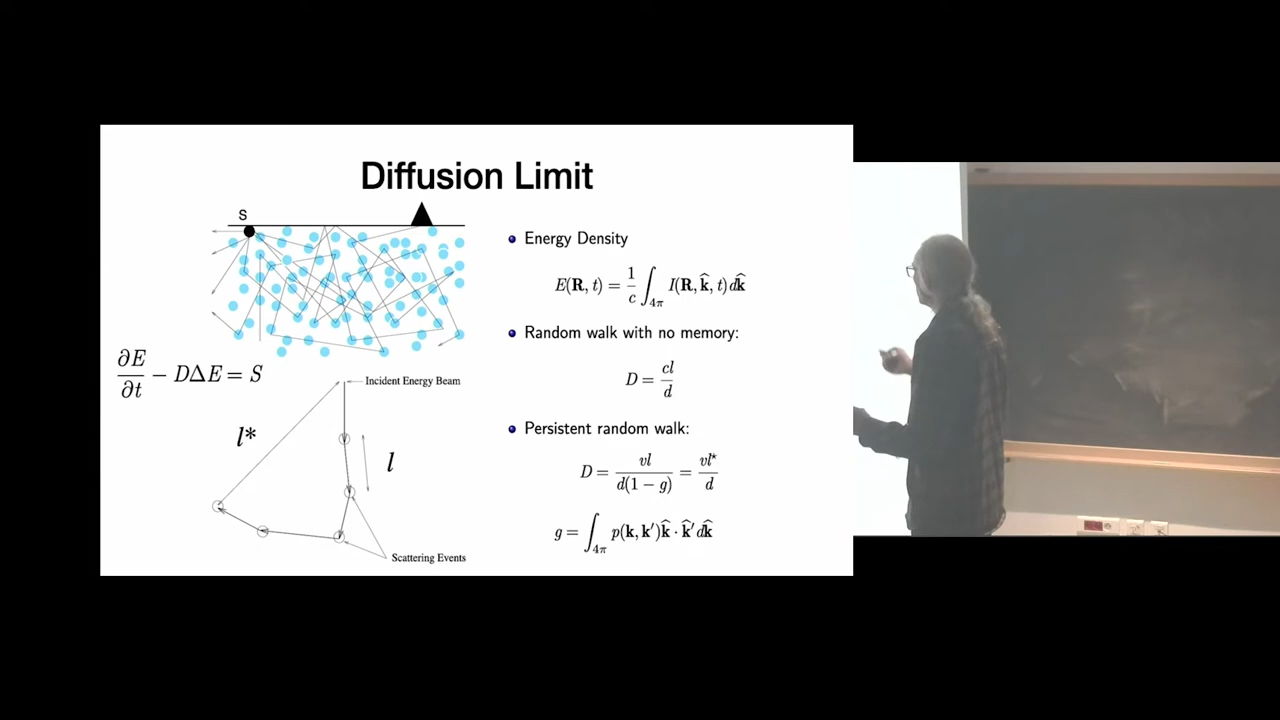 Diffusion Limit
s
∂E/∂t − DΔE = S
Incident Energy Beam
l*
l
Scattering Events
Energy Density
E(R, t) = 1/c ∫_{4π} I(R, k̂, t)dk̂
Random walk with no memory:
D = cl/d
Persistent random walk:
D = vl/d(1 − g) = vl*/d
g = ∫_{4π} p(k, k′)k̂ · k̂′dk̂